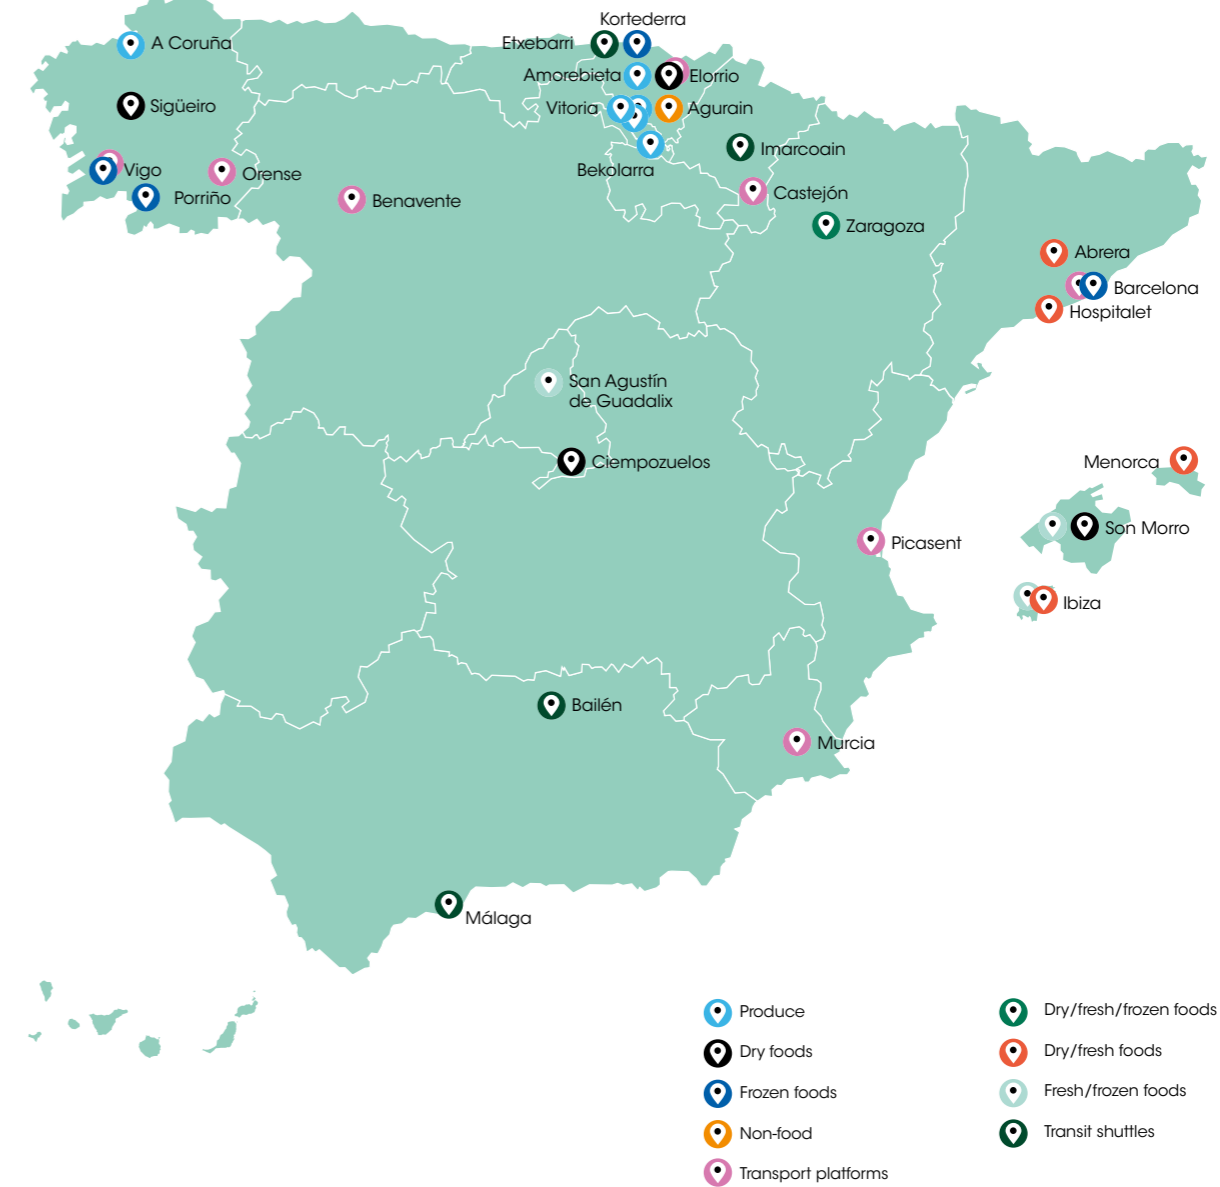 Kortederra
Etxebarri
A Coruña
Amorebieta
Elorrio
Sigüeiro
Vitoria
Agurain
Imarcoain
Bekolarra
Vigo
Orense
Porriño
Benavente
Castejón
Zaragoza
Abrera
Barcelona
Hospitalet
San Agustín
de Guadalix
Ciempozuelos
Menorca
Son Morro
Picasent
Ibiza
Bailén
Murcia
Málaga
Produce
Dry foods
Frozen foods
Non-food
Transport platforms
Dry/fresh/frozen foods
Dry/fresh foods
Fresh/frozen foods
Transit shuttles